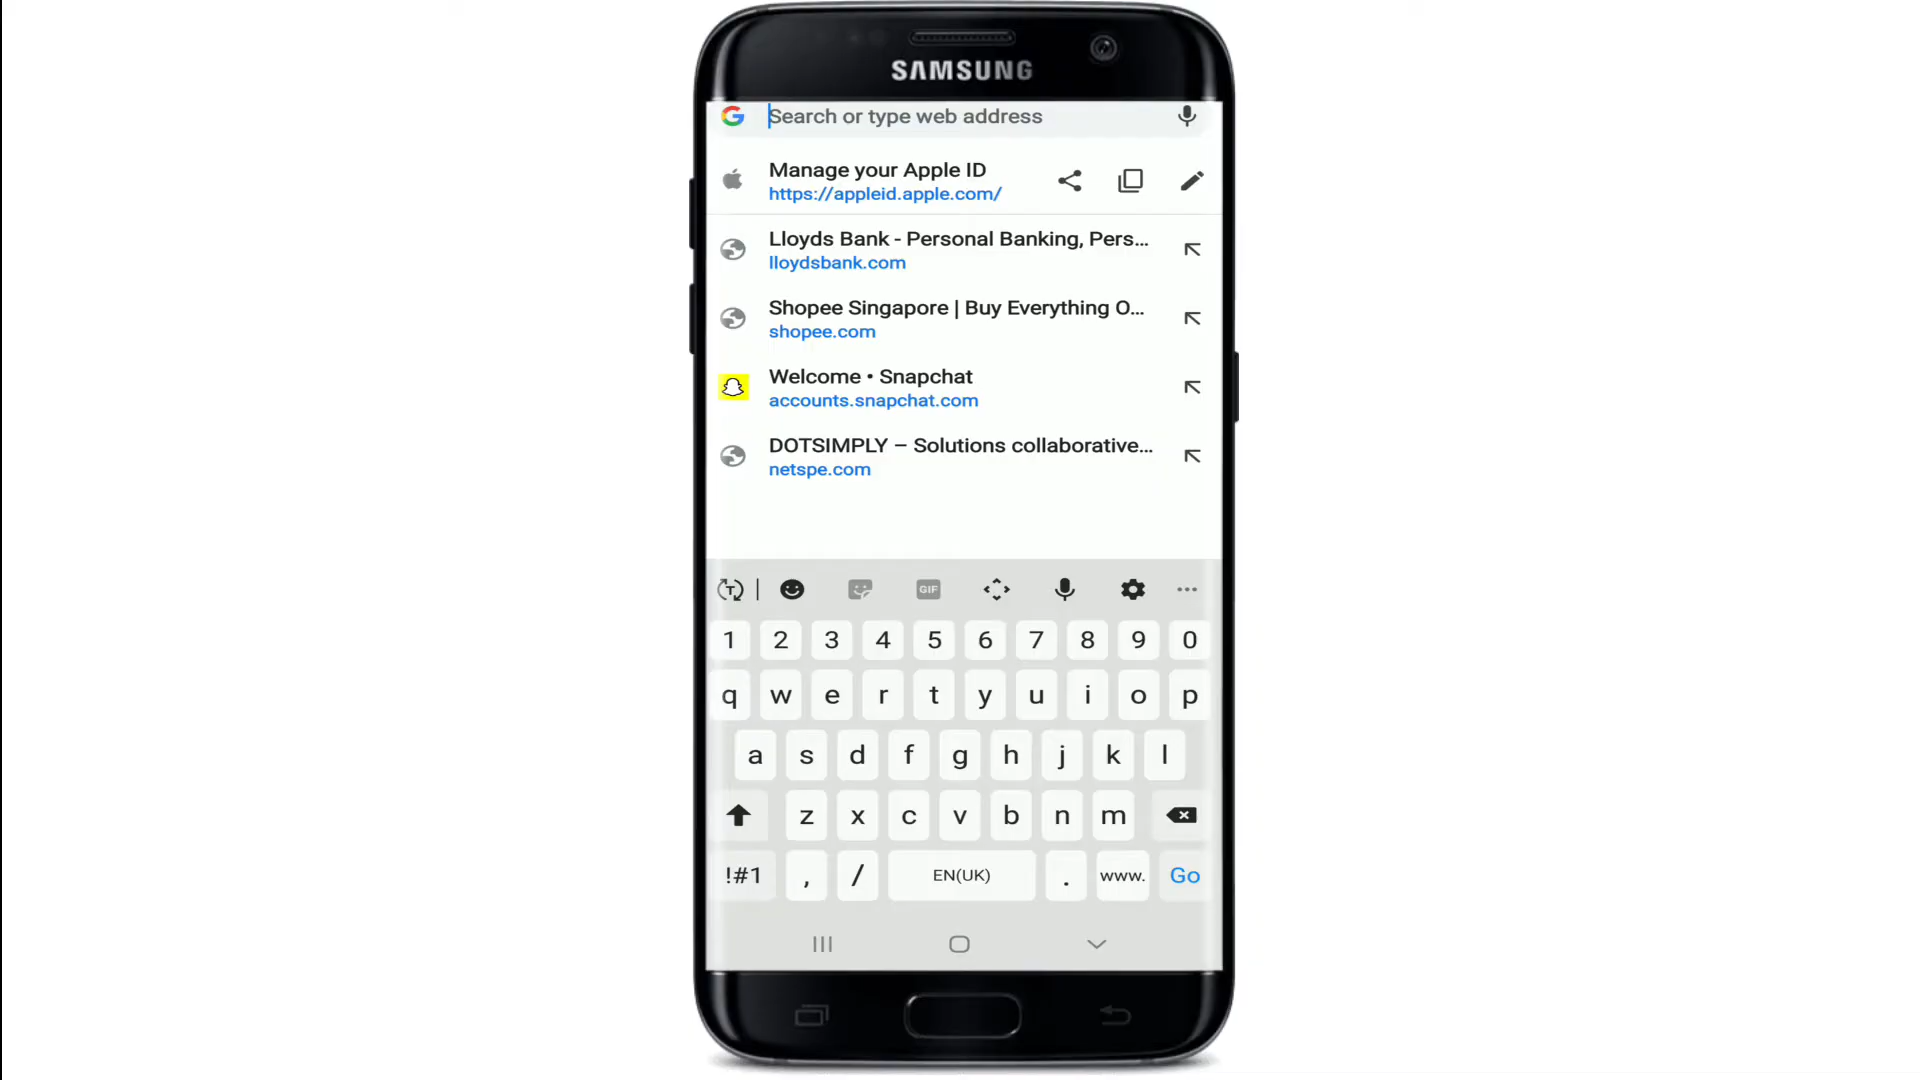 SAMSUNG
Search or type web address
Manage your Apple ID
https://appleid.apple.com/
Lloyds Bank - Personal Banking, Pers...
lloydsbank.com
Shopee Singapore | Buy Everything O...
shopee.com
Welcome • Snapchat
accounts.snapchat.com
DOTSIMPLY – Solutions collaborative...
netspe.com
T GIF
1 2 3 4 5 6 7 8 9 0
q w e r t y u i o p
a s d f g h j k l
z x c v b n m
!#1 , / EN(UK) . www. Go